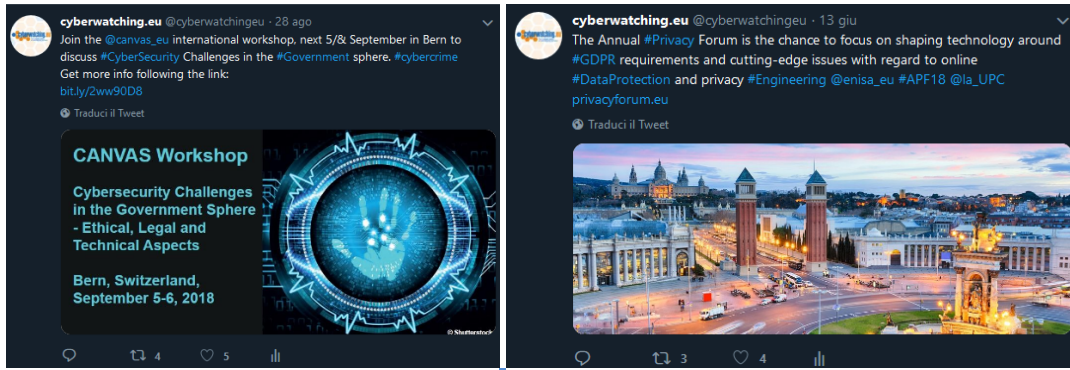 cyberwatching.eu @cyberwatchingeu · 28 ago
Join the @canvas_eu international workshop, next 5/& September in Bern to
discuss #CyberSecurity Challenges in the #Government sphere. #cybercrime
Get more info following the link:
bit.ly/2ww90D8
Traduci il Tweet
CANVAS Workshop
Cybersecurity Challenges
in the Government Sphere
- Ethical, Legal and
Technical Aspects
Bern, Switzerland,
September 5-6, 2018
© Shutterstock
4 5
cyberwatching.eu @cyberwatchingeu · 13 giu
The Annual #Privacy Forum is the chance to focus on shaping technology around
#GDPR requirements and cutting-edge issues with regard to online
#DataProtection and privacy #Engineering @enisa_eu #APF18 @la_UPC
privacyforum.eu
Traduci il Tweet
3 4